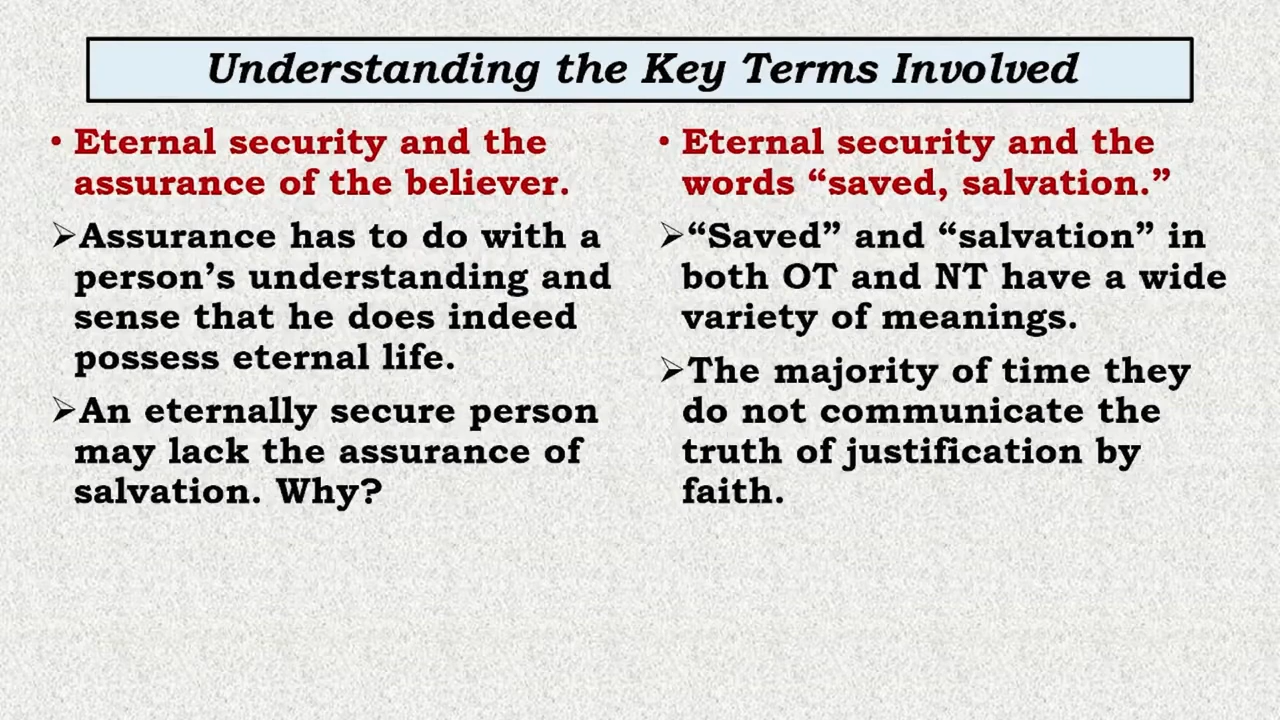 Understanding the Key Terms Involved
• Eternal security and the
assurance of the believer.
➢Assurance has to do with a
person’s understanding and
sense that he does indeed
possess eternal life.
➢An eternally secure person
may lack the assurance of
salvation. Why?
• Eternal security and the
words “saved, salvation.”
➢“Saved” and “salvation” in
both OT and NT have a wide
variety of meanings.
➢The majority of time they
do not communicate the
truth of justification by
faith.